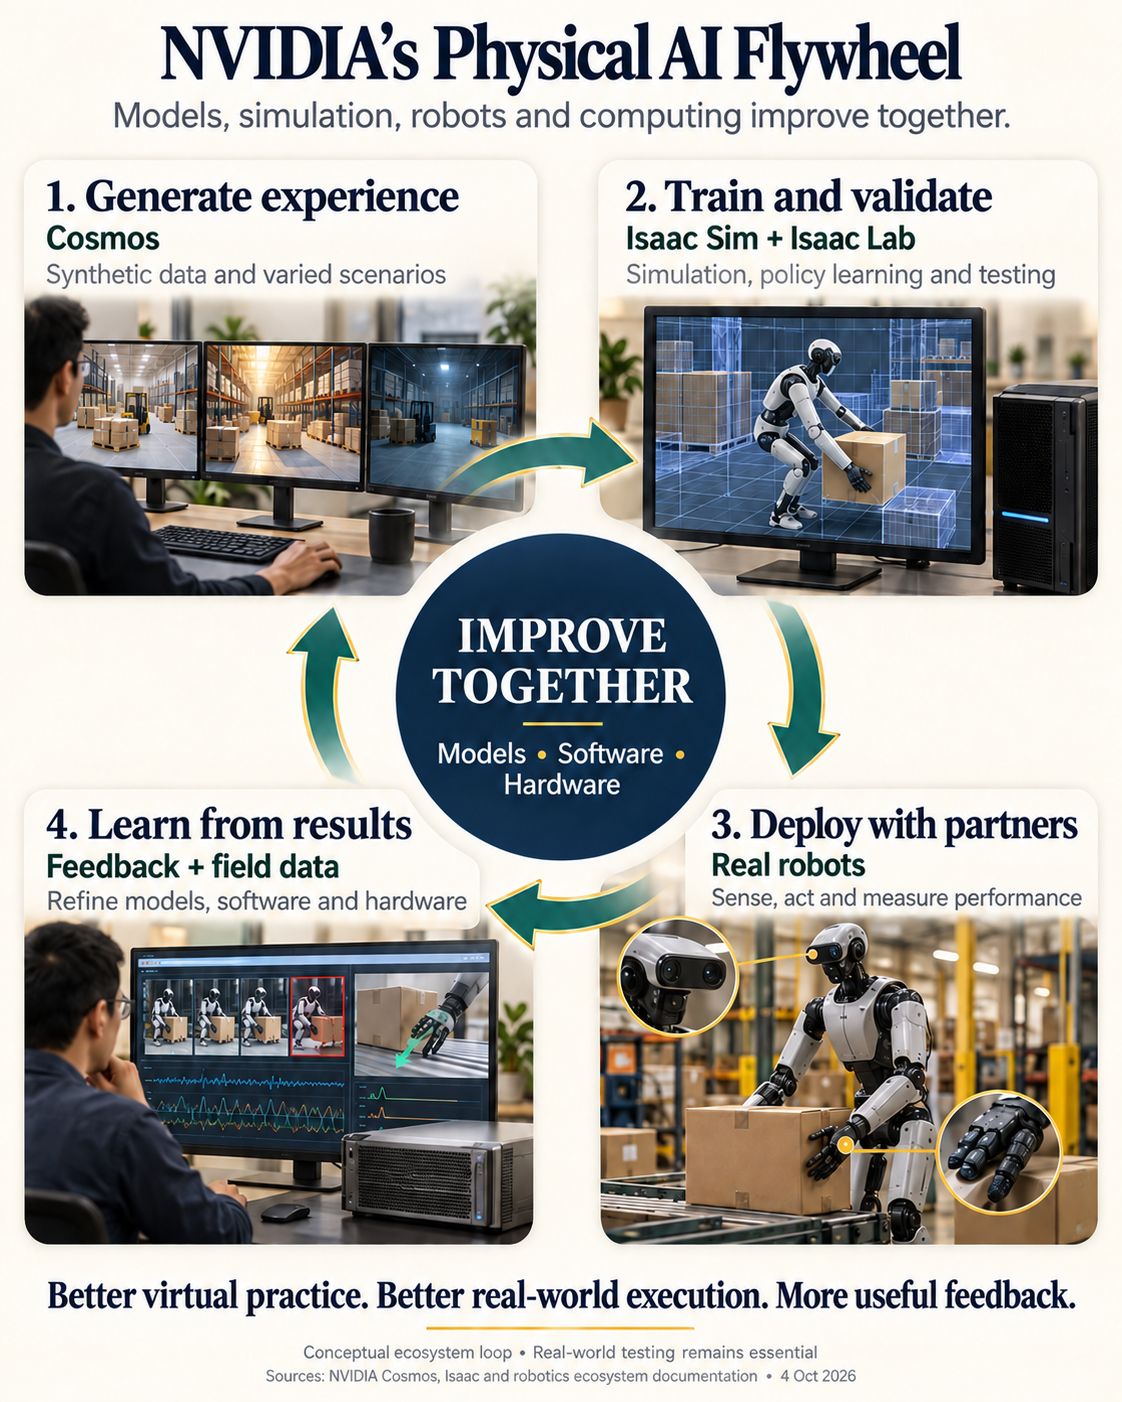 NVIDIA's Physical AI Flywheel
Models, simulation, robots and computing improve together.
1. Generate experience
Cosmos
Synthetic data and varied scenarios
2. Train and validate
Isaac Sim + Isaac Lab
Simulation, policy learning and testing
IMPROVE
TOGETHER
Models • Software •
Hardware
3. Deploy with partners
Real robots
Sense, act and measure performance
4. Learn from results
Feedback + field data
Refine models, software and hardware
Better virtual practice. Better real-world execution. More useful feedback.
Conceptual ecosystem loop • Real-world testing remains essential
Sources: NVIDIA Cosmos, Isaac and robotics ecosystem documentation • 4 Oct 2026